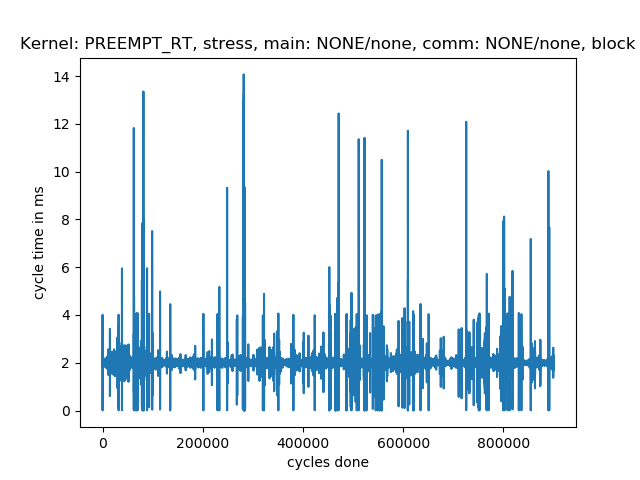 Kernel: PREEMPT_RT, stress, main: NONE/none, comm: NONE/none, block
14
12
10
8
6
4
2
0
cycle time in ms
0 200000 400000 600000 800000
cycles done